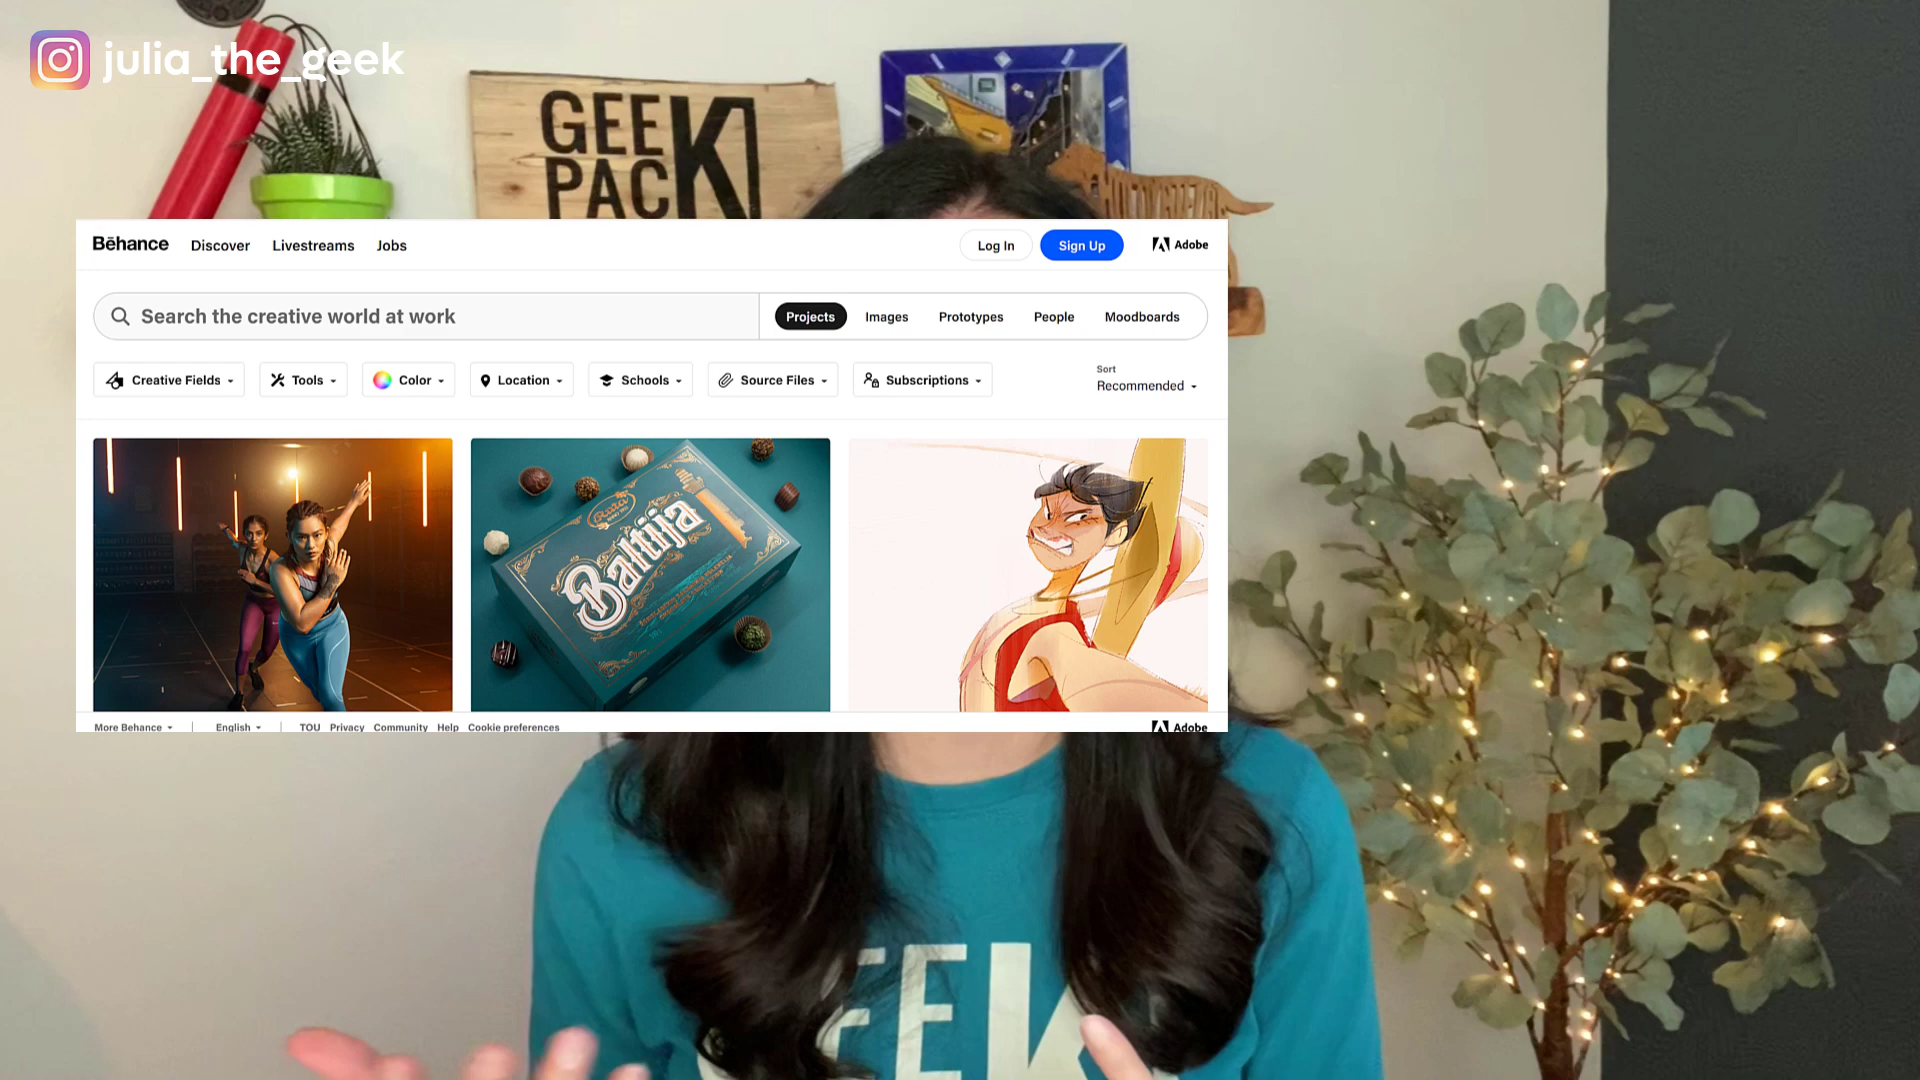 julia_the_geek
GEEK
PACK
Bēhance
Discover
Livestreams
Jobs
Log In
Sign Up
Adobe
Search the creative world at work
Projects
Images
Prototypes
People
Moodboards
Creative Fields
Tools
Color
Location
Schools
Source Files
Subscriptions
Sort
Recommended
Baltija
More Behance
English
TOU
Privacy
Community
Help
Cookie preferences
Adobe
EEK